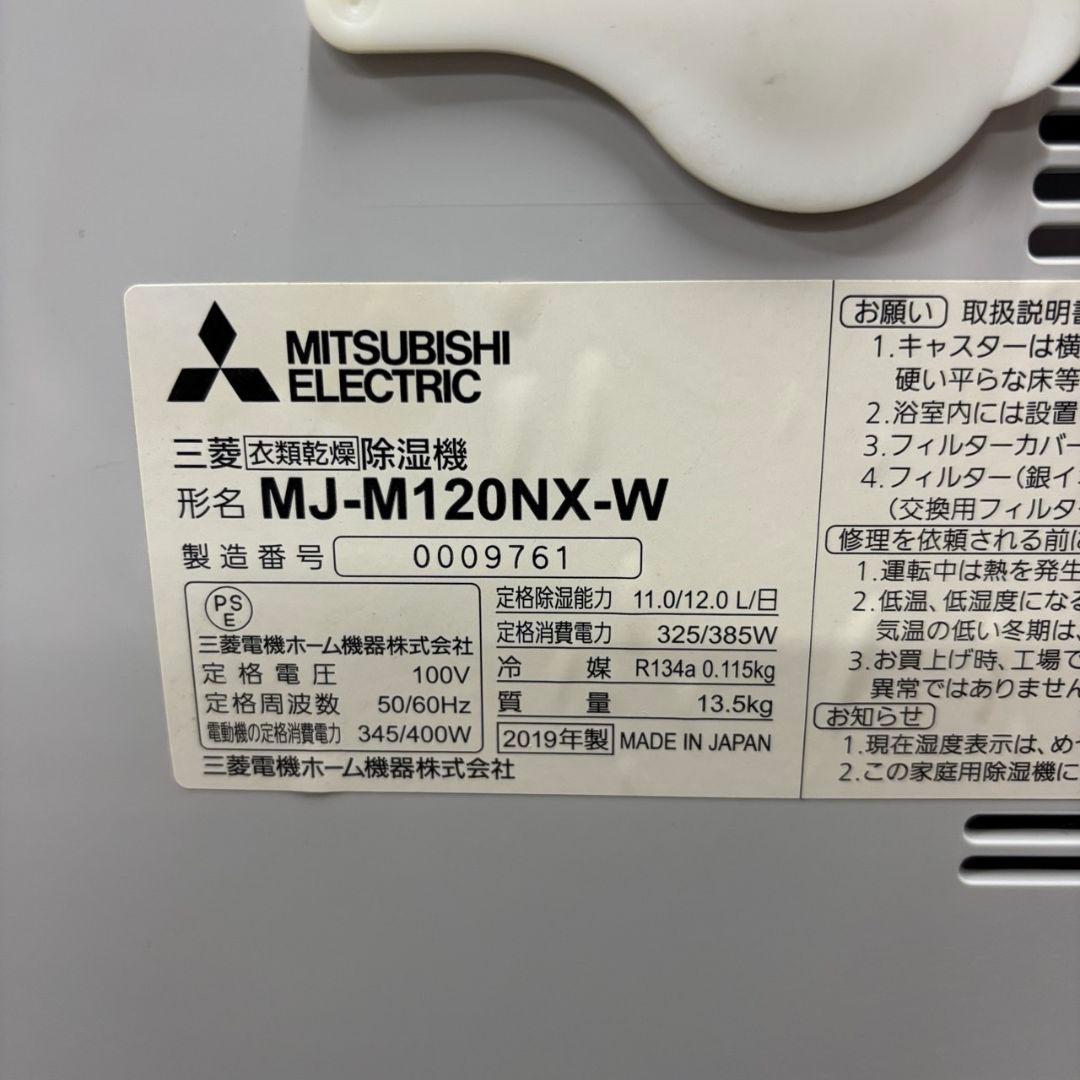 MITSUBISHI
ELECTRIC
三菱 衣類乾燥 除湿機
形名 MJ-M120NX-W
製造番号 0009761
PSE
三菱電機ホーム機器株式会社
定格電圧 100V
定格周波数 50/60Hz
電動機の定格消費電力 345/400W
定格除湿能力 11.0/12.0 L/日
定格消費電力 325/385W
冷媒 R134a 0.115kg
質量 13.5kg
2019年製 MADE IN JAPAN
三菱電機ホーム機器株式会社
お願い 取扱説明書
1.キャスターは横
硬い平らな床等
2.浴室内には設置
3.フィルターカバー
4.フィルター(銀イ
(交換用フィルター
修理を依頼される前に
1.運転中は熱を発生
2.低温、低湿度になる
気温の低い冬期は、
3.お買上げ時、工場で
異常ではありません
お知らせ
1.現在湿度表示は、め
2.この家庭用除湿機に